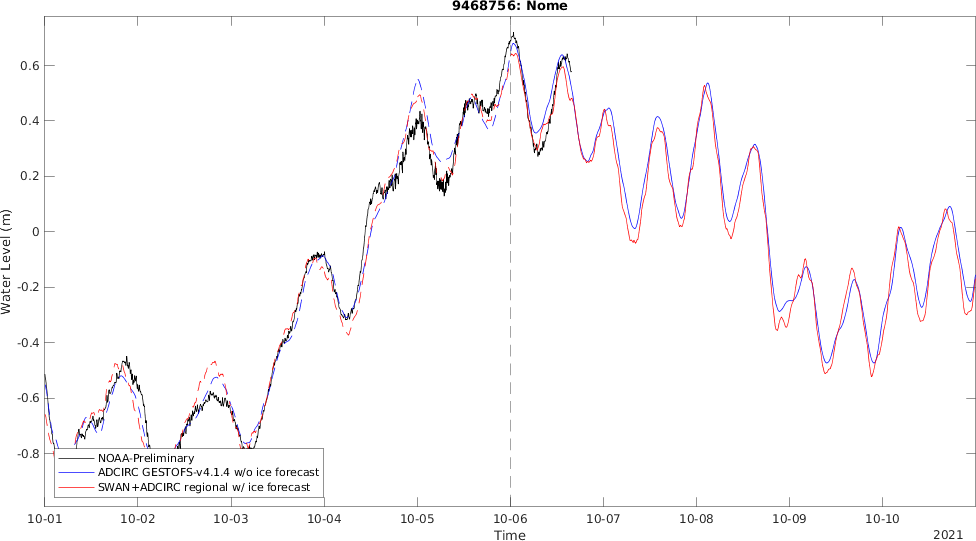 9468756: Nome
Water Level (m)
0.6
0.4
0.2
0
-0.2
-0.4
-0.6
-0.8
NOAA-Preliminary
ADCIRC GESTOFS-v4.1.4 w/o ice forecast
SWAN+ADCIRC regional w/ ice forecast
10-01 10-02 10-03 10-04 10-05 10-06 10-07 10-08 10-09 10-10
Time
2021